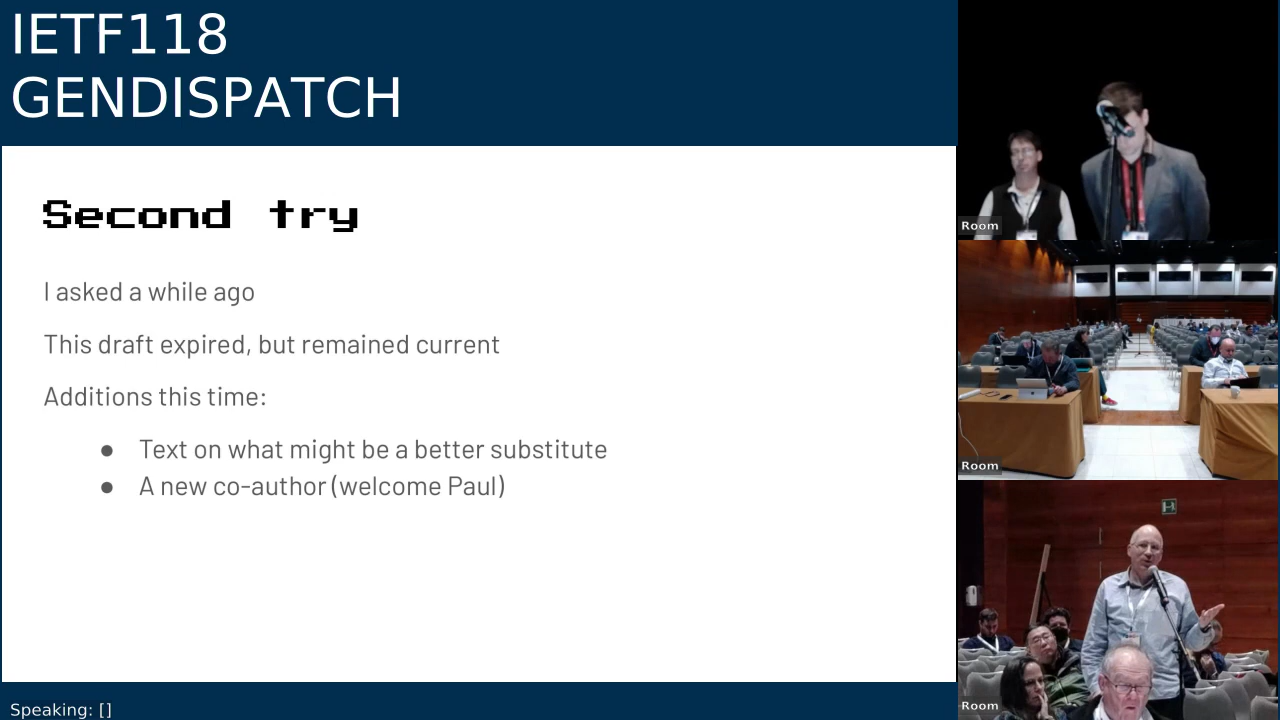 IETF118
GENDISPATCH
Second try
I asked a while ago
This draft expired, but remained current
Additions this time:
● Text on what might be a better substitute
● A new co-author (welcome Paul)
Speaking: []
Room
Room
Room